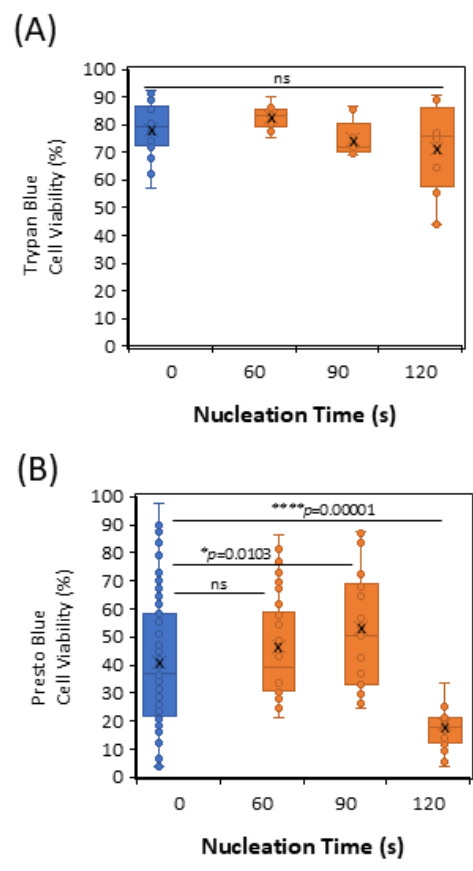 (A)
100
90
80
70
60
50
40
30
20
10
0
Trypan Blue
Cell Viability (%)
ns
0 60 90 120
Nucleation Time (s)
(B)
100
90
80
70
60
50
40
30
20
10
0
Presto Blue
Cell Viability (%)
****p=0.00001
*p=0.0103
ns
0 60 90 120
Nucleation Time (s)